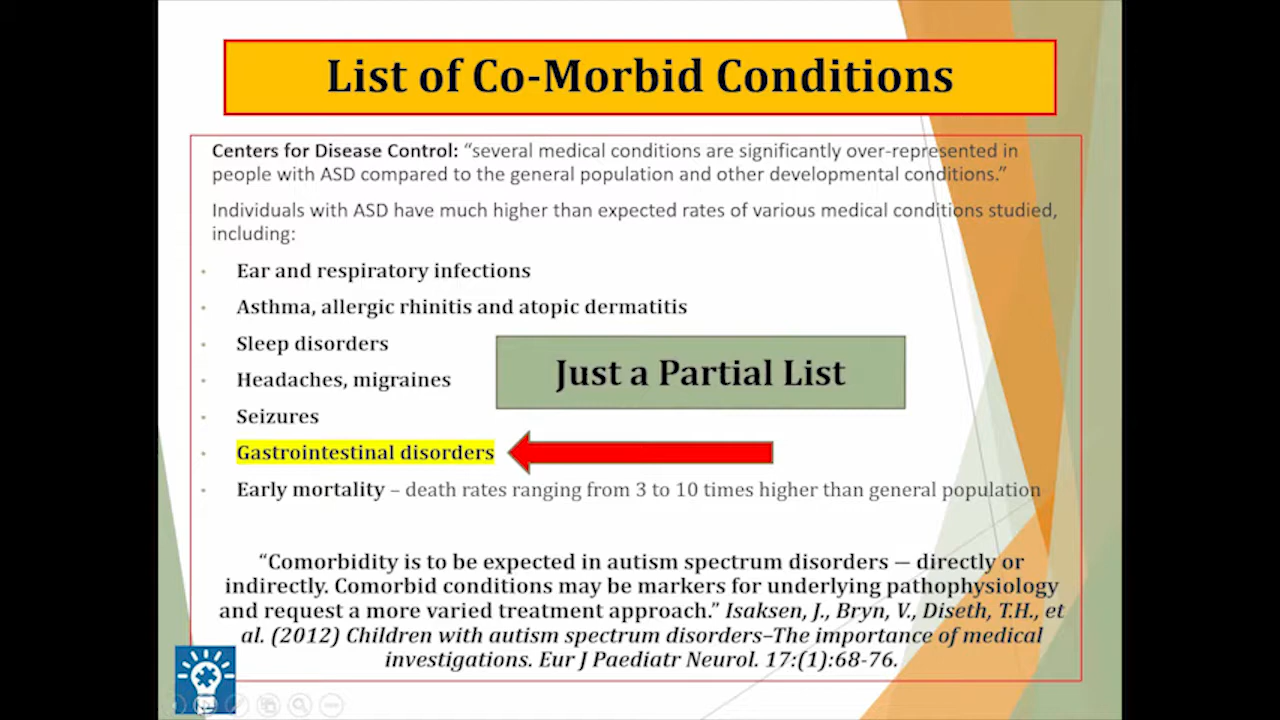 List of Co-Morbid Conditions
Centers for Disease Control: “several medical conditions are significantly over-represented in
people with ASD compared to the general population and other developmental conditions.”
Individuals with ASD have much higher than expected rates of various medical conditions studied,
including:
• Ear and respiratory infections
• Asthma, allergic rhinitis and atopic dermatitis
• Sleep disorders
Just a Partial List
• Headaches, migraines
• Seizures
• Gastrointestinal disorders
• Early mortality – death rates ranging from 3 to 10 times higher than general population
“Comorbidity is to be expected in autism spectrum disorders — directly or
indirectly. Comorbid conditions may be markers for underlying pathophysiology
and request a more varied treatment approach.” Isaksen, J., Bryn, V., Diseth, T.H., et
al. (2012) Children with autism spectrum disorders–The importance of medical
investigations. Eur J Paediatr Neurol. 17:(1):68-76.